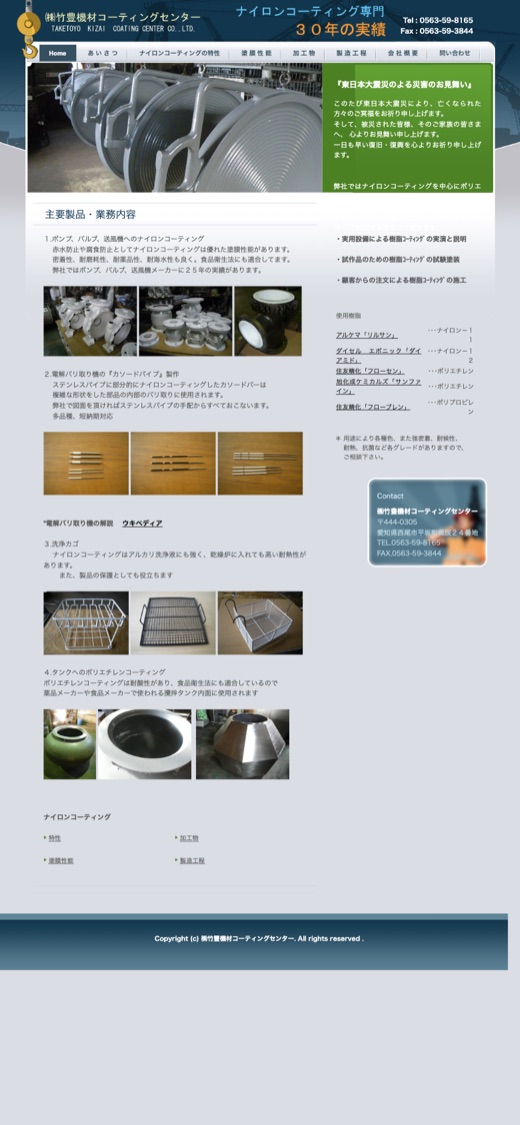 ㈱竹豊機材コーティングセンター
TAKETOYO KIZAI COATING CENTER CO.,LTD.
ナイロンコーティング専門
３０年の実績
Tel : 0563-59-8165
Fax : 0563-59-3844
Home
あ い さ つ
ナイロンコーティングの特性
塗 膜 性 能
加 工 物
製 造 工 程
会 社 概 要
問い合わせ
『東日本大震災のよる災害のお見舞い』
このたび東日本大震災により、亡くなられた
方々のご冥福をお祈り申し上げます。
そして、被災された皆様、そのご家族の皆さま
へ、 心よりお見舞い申し上げます。
一日も早い復旧・復興を心よりお祈り申し上げ
ます。
弊社ではナイロンコーティングを中心にポリエ
主要製品・業務内容
１.ポンプ、バルブ、送風機へのナイロンコーティング
赤水防止や腐食防止としてナイロンコーティングは優れた塗膜性能があります。
密着性、耐磨耗性、耐薬品性、耐海水性も良く。食品衛生法にも適合してます。
弊社ではポンプ、バルブ、送風機メーカーに２５年の実績があります。
２.電解バリ取り機の『カソードパイプ』製作
ステンレスパイプに部分的にナイロンコーティングしたカソードバーは
複雑な形状をした部品の内部のバリ取りに使用されます。
弊社で図面を頂ければステンレスパイプの手配からすべておこないます。
多品種、短納期対応
*電解バリ取り機の解説　ウキペディア
３.洗浄カゴ
ナイロンコーティングはアルカリ洗浄液にも強く、乾燥炉に入れても高い耐熱性が
あります。
また、製品の保護としても役立ちます
４.タンクへのポリエチレンコーティング
ポリエチレンコーティングは耐酸性があり、食品衛生法にも適合しているので
薬品メーカーや食品メーカーで使われる攪拌タンク内面に使用されます
ナイロンコーティング
特性
加工物
塗膜性能
製造工程
・実用設備による樹脂ｺｰﾃｨﾝｸﾞの実演と説明
・試作品のための樹脂ｺｰﾃｨﾝｸﾞの試験塗装
・顧客からの注文による樹脂ｺｰﾃｨﾝｸﾞの施工
使用樹脂
アルケマ「リルサン」 ･･･ナイロン－１１
ダイセル　エボニック「ダイアミド」 ･･･ナイロン－１２
住友精化「フローセン」 ･･･ポリエチレン
旭化成ケミカルズ「サンファイン」 ･･･ポリエチレン
住友精化「フローブレン」 ･･･ポリプロピレン
＊ 用途により各種色、また強密着、耐候性、
耐熱、抗菌など各グレードがありますので、
ご相談下さい。
Contact
㈱竹豊機材コーティングセンター
〒444-0305
愛知県西尾市平坂町奥背２４番地
TEL.0563-59-8165
FAX.0563-59-3844
Copyright (c) ㈱竹豊機材コーティングセンター. All rights reserved .